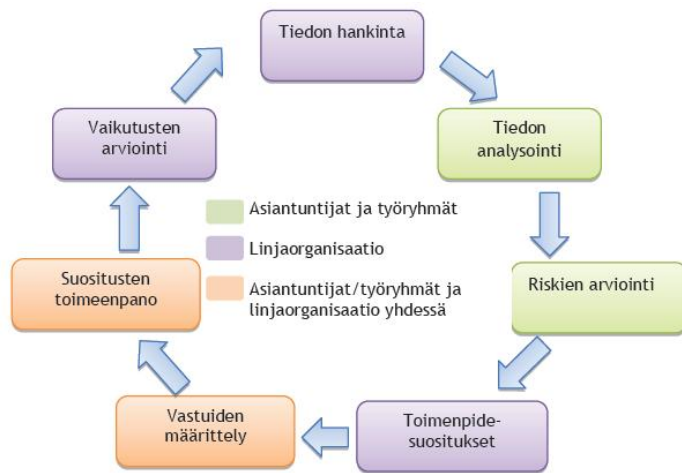 Tiedon hankinta
Tiedon
analysointi
Riskien arviointi
Toimenpide-
suositukset
Vastuiden
määrittely
Suositusten
toimeenpano
Vaikutusten
arviointi
Asiantuntijat ja työryhmät
Linjaorganisaatio
Asiantuntijat/työryhmät ja
linjaorganisaatio yhdessä